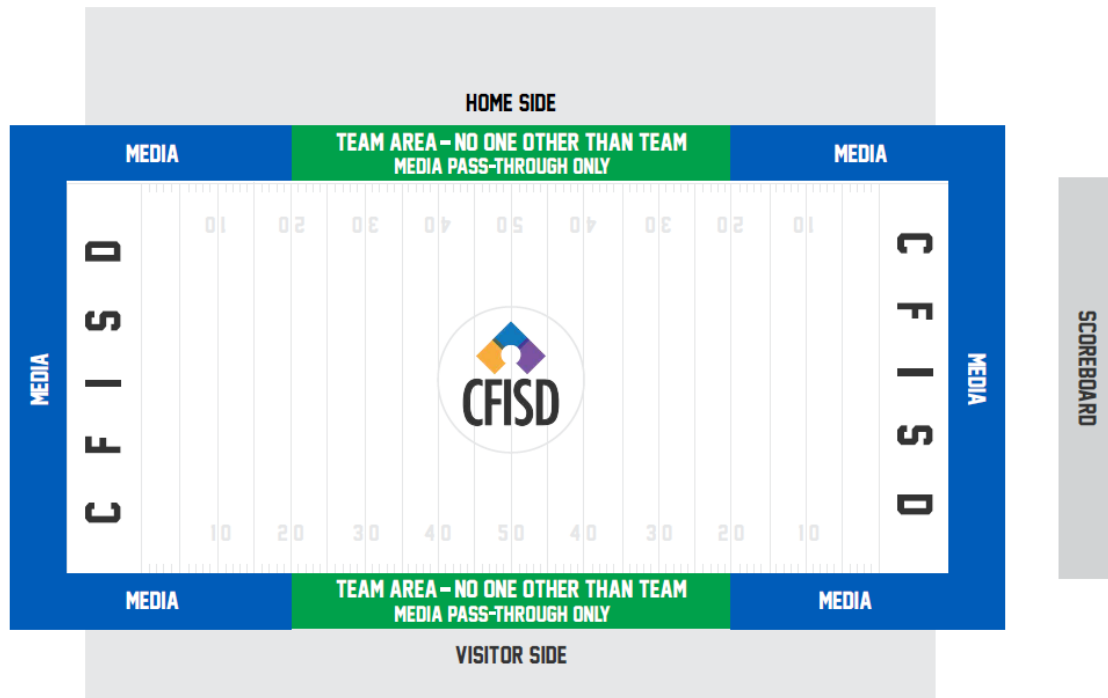 HOME SIDE
MEDIA
TEAM AREA – NO ONE OTHER THAN TEAM
MEDIA PASS-THROUGH ONLY
MEDIA
10 20 30 40 50 40 30 20 10
CFISD
MEDIA
CFISD
CFISD
MEDIA
SCOREBOARD
10 20 30 40 50 40 30 20 10
MEDIA
TEAM AREA – NO ONE OTHER THAN TEAM
MEDIA PASS-THROUGH ONLY
MEDIA
VISITOR SIDE